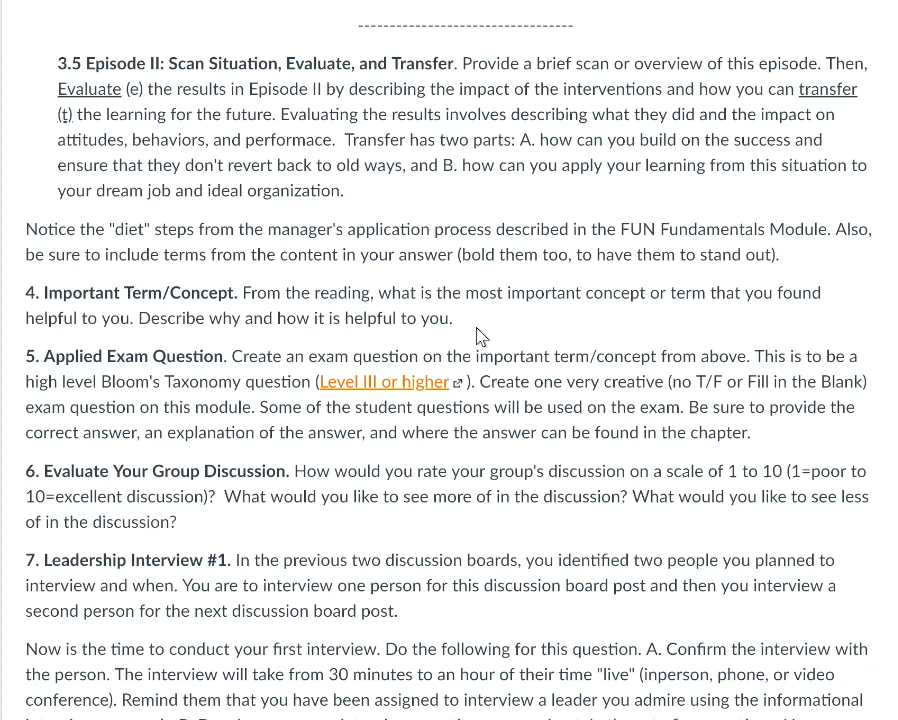 ---------------------------------
3.5 Episode II: Scan Situation, Evaluate, and Transfer. Provide a brief scan or overview of this episode. Then,
Evaluate (e) the results in Episode II by describing the impact of the interventions and how you can transfer
(t) the learning for the future. Evaluating the results involves describing what they did and the impact on
attitudes, behaviors, and performace.  Transfer has two parts: A. how can you build on the success and
ensure that they don't revert back to old ways, and B. how can you apply your learning from this situation to
your dream job and ideal organization.
Notice the "diet" steps from the manager's application process described in the FUN Fundamentals Module. Also,
be sure to include terms from the content in your answer (bold them too, to have them to stand out).
4. Important Term/Concept. From the reading, what is the most important concept or term that you found
helpful to you. Describe why and how it is helpful to you.
5. Applied Exam Question. Create an exam question on the important term/concept from above. This is to be a
high level Bloom's Taxonomy question (Level III or higher ). Create one very creative (no T/F or Fill in the Blank)
exam question on this module. Some of the student questions will be used on the exam. Be sure to provide the
correct answer, an explanation of the answer, and where the answer can be found in the chapter.
6. Evaluate Your Group Discussion. How would you rate your group's discussion on a scale of 1 to 10 (1=poor to
10=excellent discussion)?  What would you like to see more of in the discussion? What would you like to see less
of in the discussion?
7. Leadership Interview #1. In the previous two discussion boards, you identified two people you planned to
interview and when. You are to interview one person for this discussion board post and then you interview a
second person for the next discussion board post.
Now is the time to conduct your first interview. Do the following for this question. A. Confirm the interview with
the person. The interview will take from 30 minutes to an hour of their time "live" (inperson, phone, or video
conference). Remind them that you have been assigned to interview a leader you admire using the informational